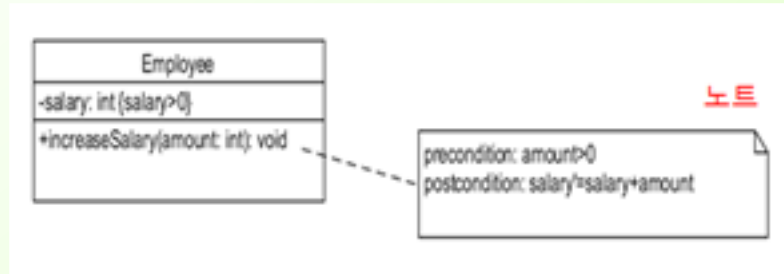 Employee
-salary: int {salary>0}
+increaseSalary(amount: int): void
노트
precondition: amount>0
postcondition: salary'=salary+amount